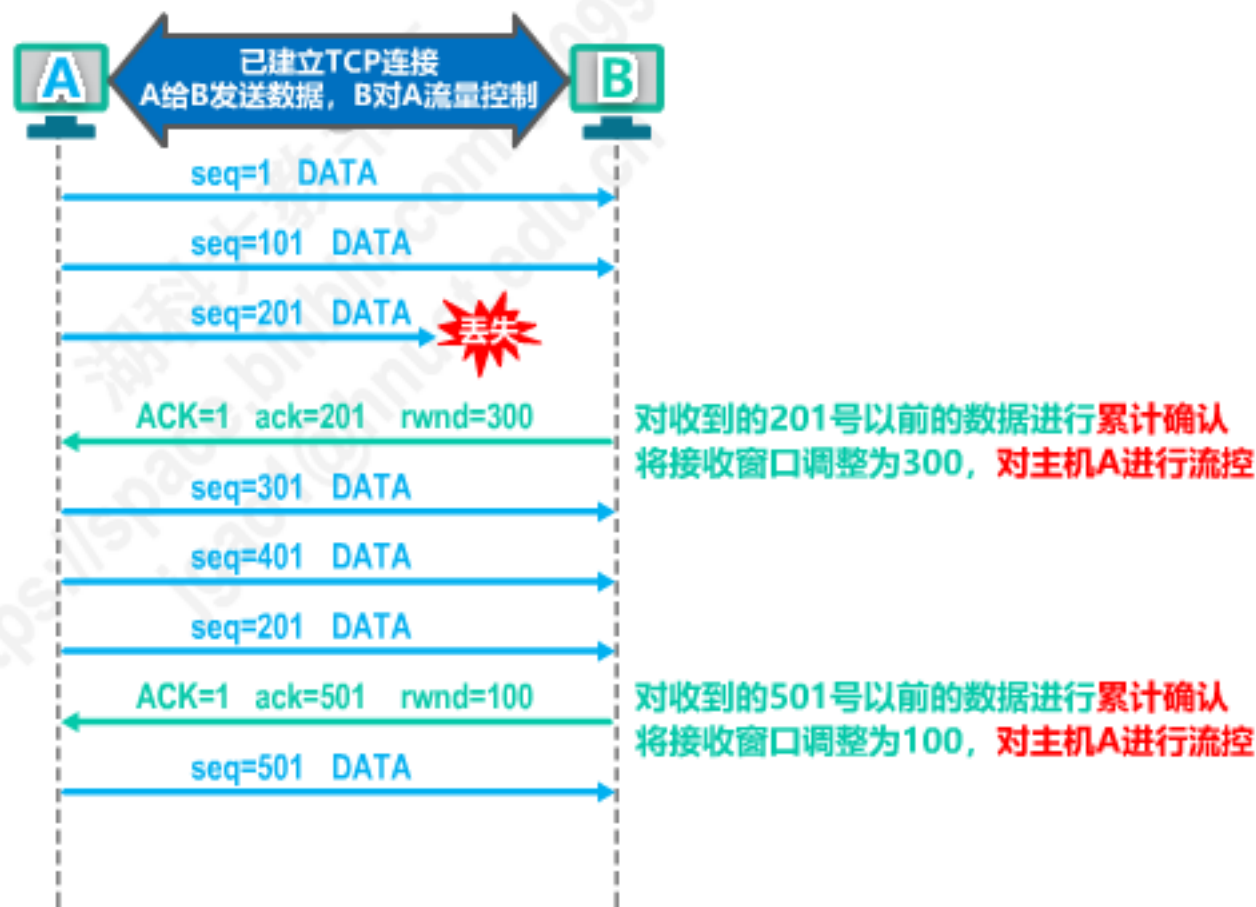 已建立TCP连接
A给B发送数据，B对A流量控制
A
B
seq=1 DATA
seq=101 DATA
seq=201 DATA
丢失
ACK=1 ack=201 rwnd=300
对收到的201号以前的数据进行累计确认
将接收窗口调整为300，对主机A进行流控
seq=301 DATA
seq=401 DATA
seq=201 DATA
ACK=1 ack=501 rwnd=100
对收到的501号以前的数据进行累计确认
将接收窗口调整为100，对主机A进行流控
seq=501 DATA